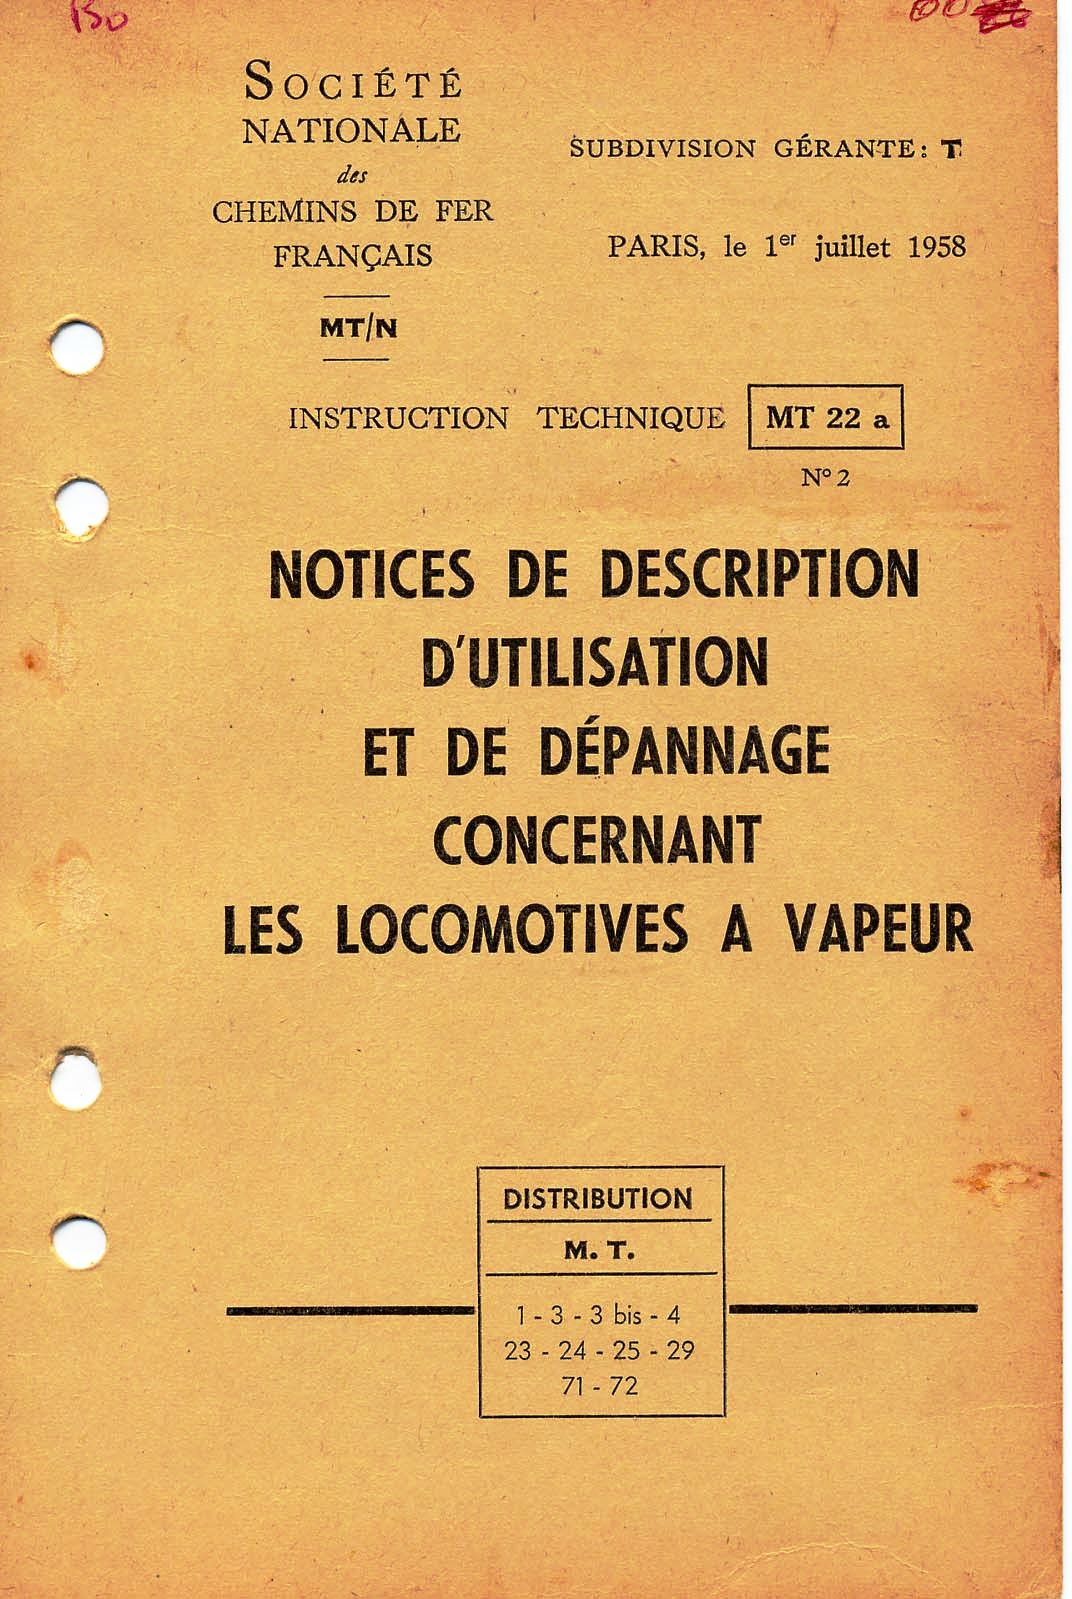 Bo
SOCIÉTÉ
NATIONALE
des
CHEMINS DE FER
FRANÇAIS
MT/N
SUBDIVISION GÉRANTE: T
PARIS, le 1er juillet 1958
INSTRUCTION TECHNIQUE MT 22 a
N° 2
NOTICES DE DESCRIPTION
D'UTILISATION
ET DE DÉPANNAGE
CONCERNANT
LES LOCOMOTIVES A VAPEUR
DISTRIBUTION
M. T.
1 - 3 - 3 bis - 4
23 - 24 - 25 - 29
71 - 72